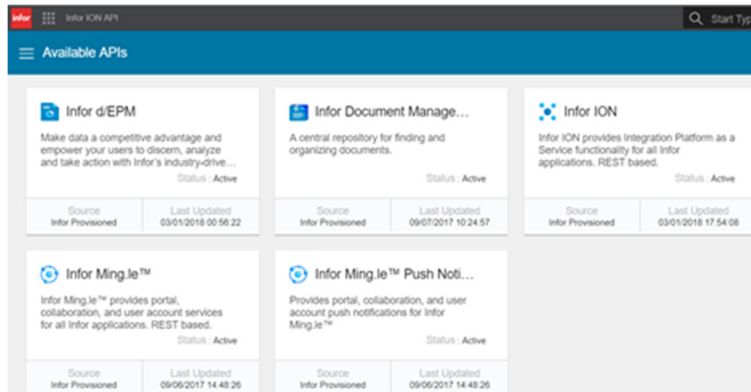 infor Infor ION API Start Typ
Available APIs
Infor d/EPM
Make data a competitive advantage and
empower your users to discern, analyze
and take action with Infor's industry-drive...
Status : Active
Source Last Updated
Infor Provisioned 03/01/2018 00:56:22
Infor Document Manage...
A central repository for finding and
organizing documents.
Status : Active
Source Last Updated
Infor Provisioned 09/07/2017 10:24:57
Infor ION
Infor ION provides Integration Platform as a
Service functionality for all Infor
applications. REST based.
Status : Active
Source Last Updated
Infor Provisioned 03/01/2018 17:54:08
Infor Ming.le™
Infor Ming.le™ provides portal,
collaboration, and user account services
for all Infor applications. REST based.
Status : Active
Source Last Updated
Infor Provisioned 09/06/2017 14:48:26
Infor Ming.le™ Push Noti...
Provides portal, collaboration, and user
account push notifications for Infor
Ming.le™
Status : Active
Source Last Updated
Infor Provisioned 09/06/2017 14:48:26